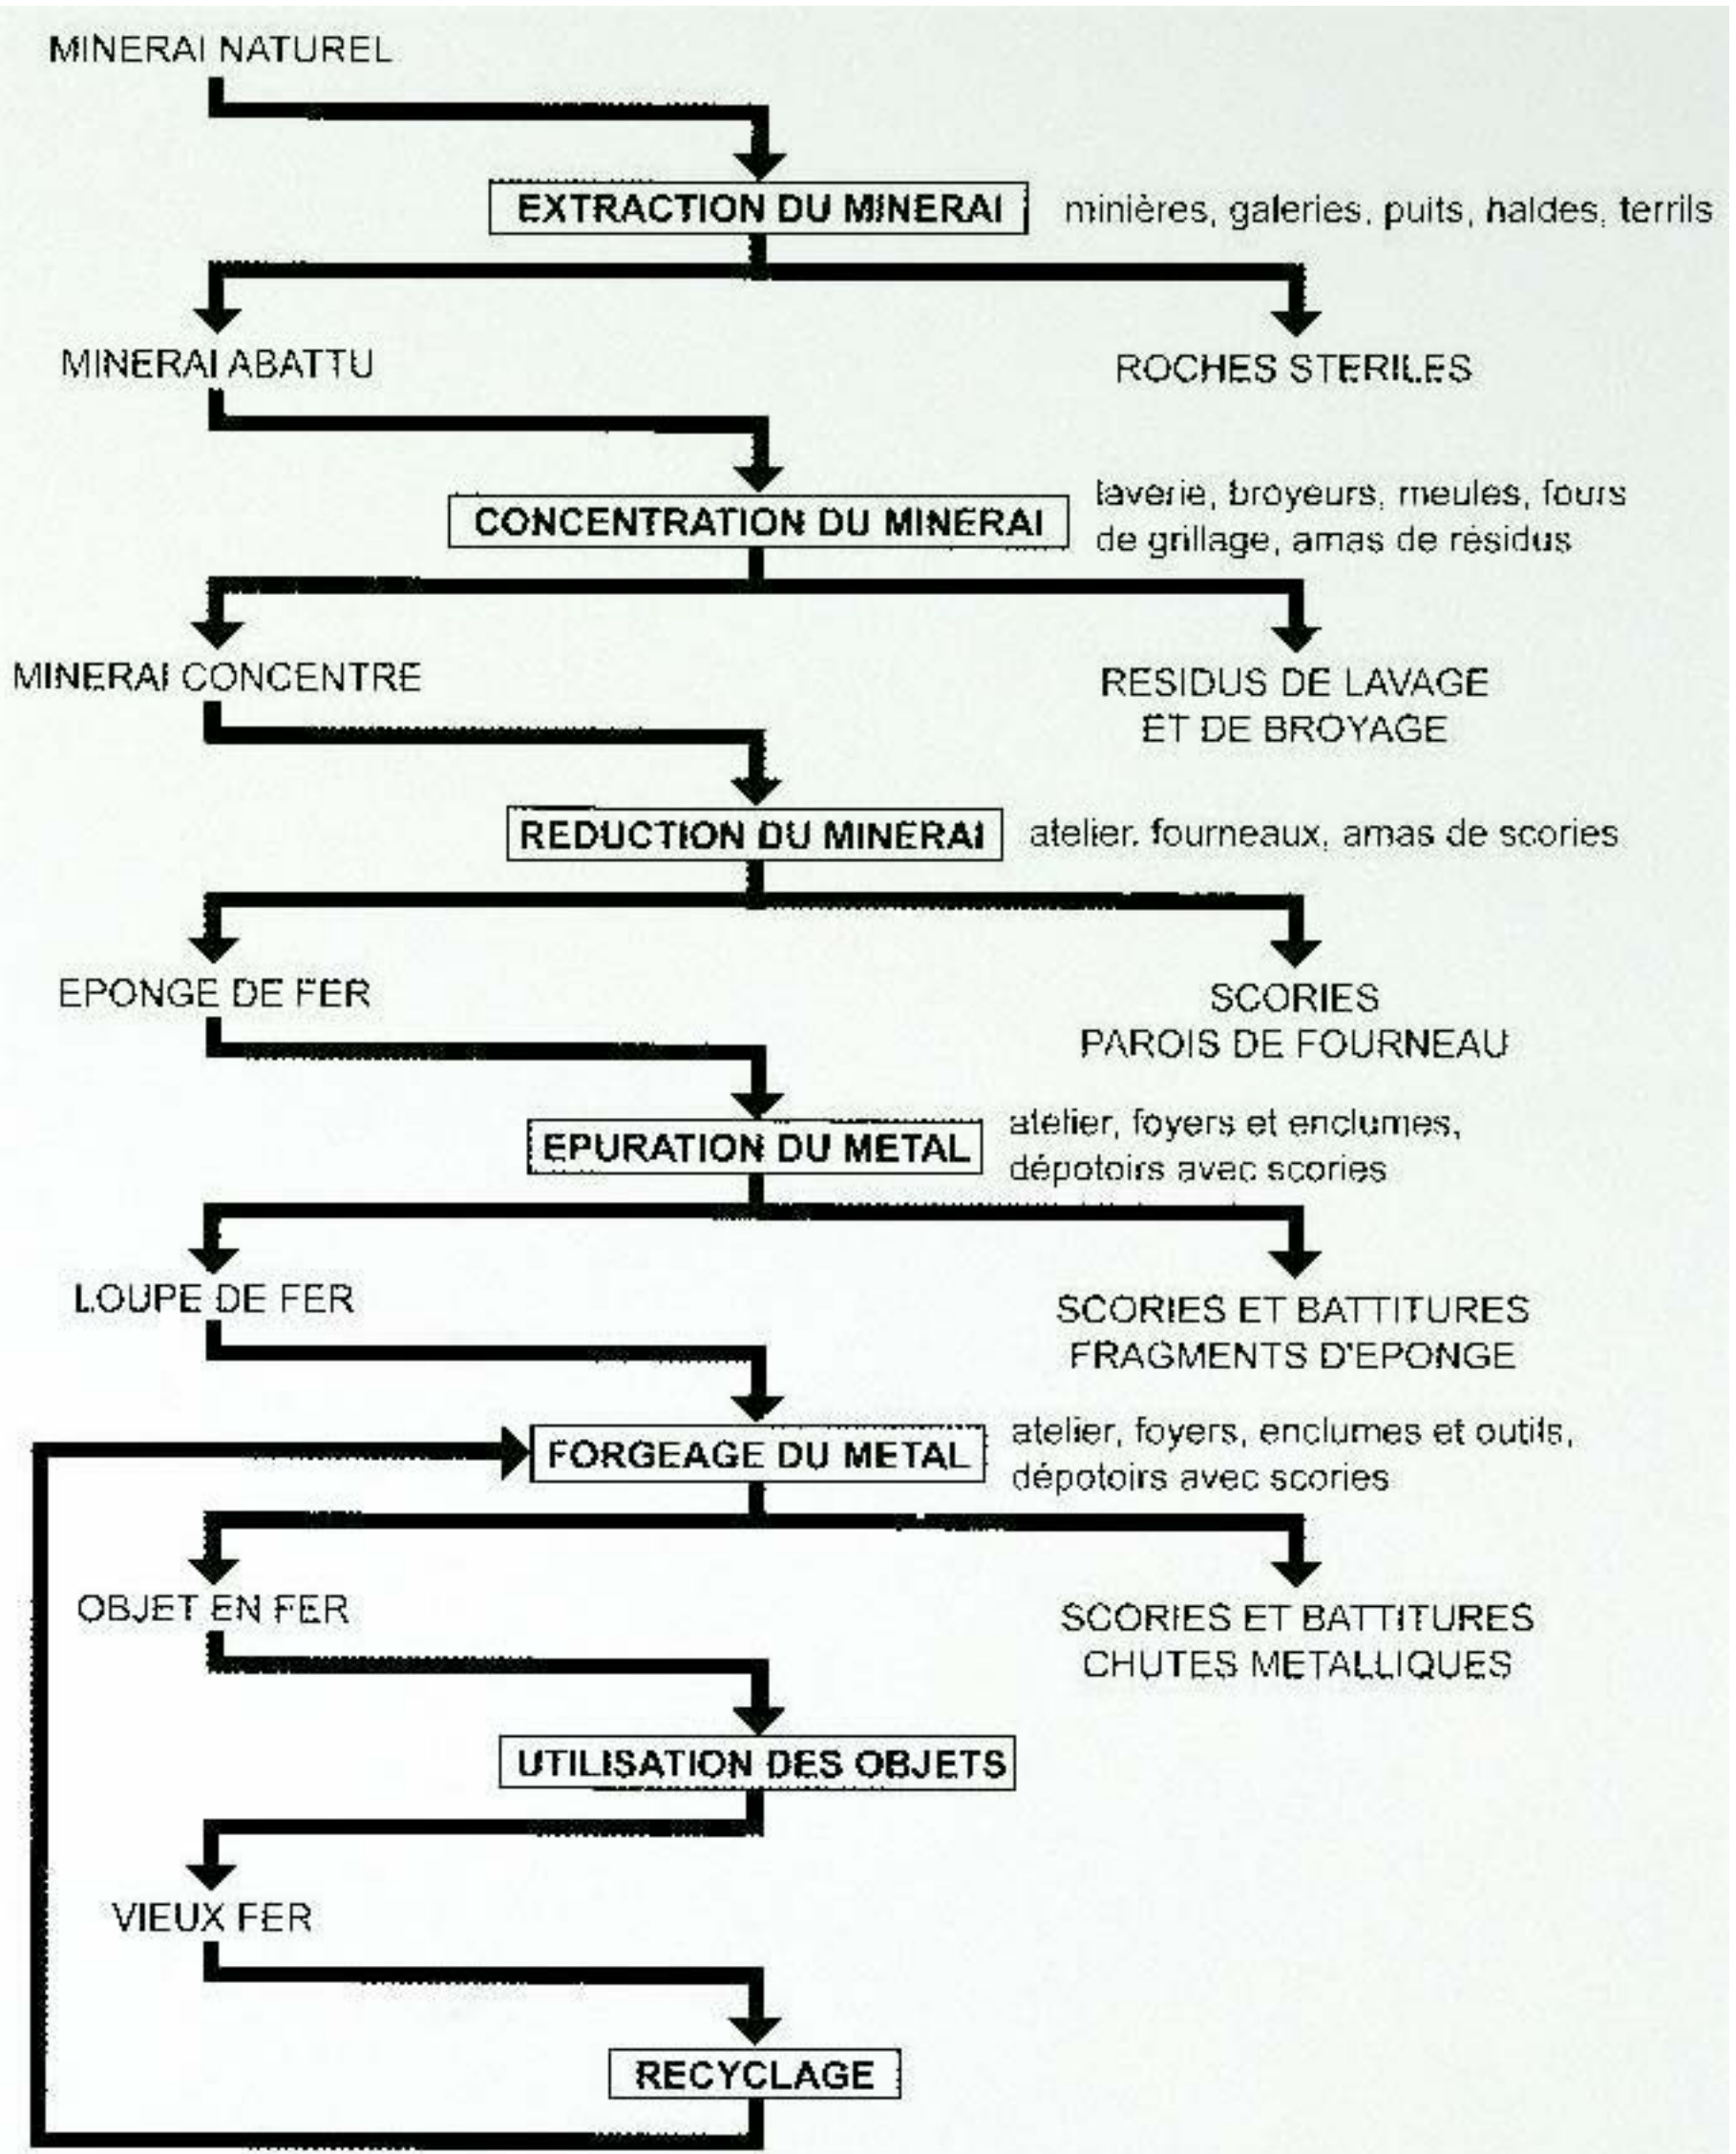 MINERAI NATUREL
EXTRACTION DU MINERAI
minières, galeries, puits, haldes, terrils
MINERAI ABATTU
ROCHES STERILES
CONCENTRATION DU MINERAI
laverie, broyeurs, meules, fours
de grillage, amas de résidus
MINERAI CONCENTRE
RESIDUS DE LAVAGE
ET DE BROYAGE
REDUCTION DU MINERAI
atelier, fourneaux, amas de scories
EPONGE DE FER
SCORIES
PAROIS DE FOURNEAU
EPURATION DU METAL
atelier, foyers et enclumes,
dépotoirs avec scories
LOUPE DE FER
SCORIES ET BATTITURES
FRAGMENTS D'EPONGE
FORGEAGE DU METAL
atelier, foyers, enclumes et outils,
dépotoirs avec scories
OBJET EN FER
SCORIES ET BATTITURES
CHUTES METALLIQUES
UTILISATION DES OBJETS
VIEUX FER
RECYCLAGE